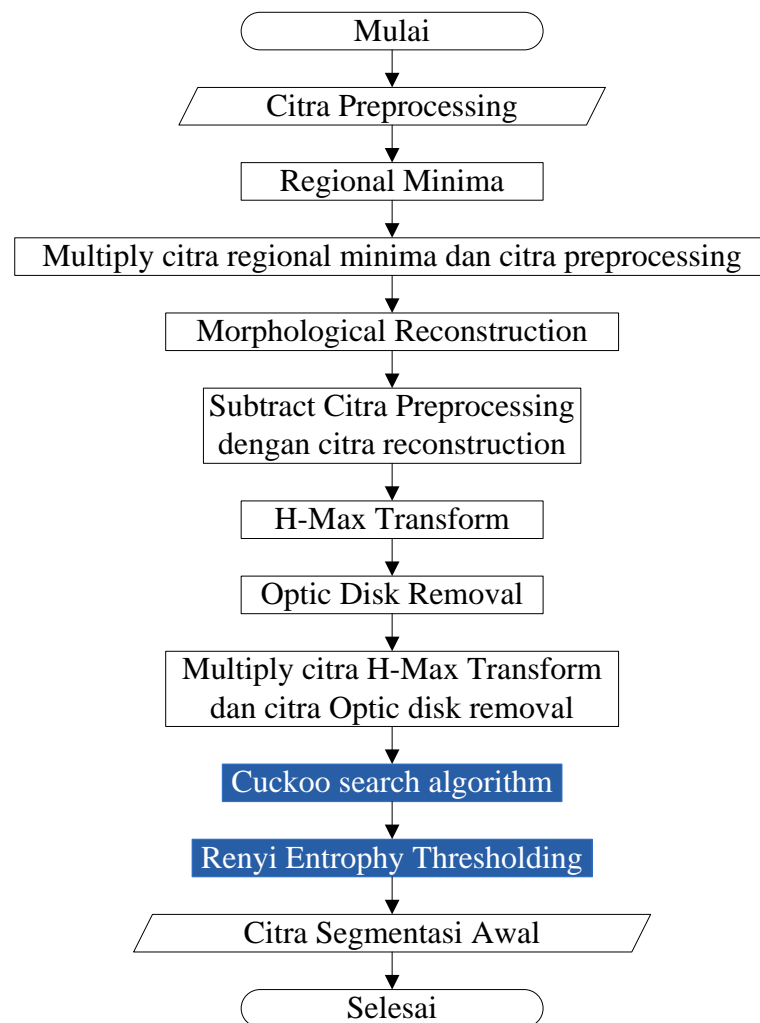 Mulai
Citra Preprocessing
Regional Minima
Multiply citra regional minima dan citra preprocessing
Morphological Reconstruction
Subtract Citra Preprocessing
dengan citra reconstruction
H-Max Transform
Optic Disk Removal
Multiply citra H-Max Transform
dan citra Optic disk removal
Cuckoo search algorithm
Renyi Entrophy Thresholding
Citra Segmentasi Awal
Selesai